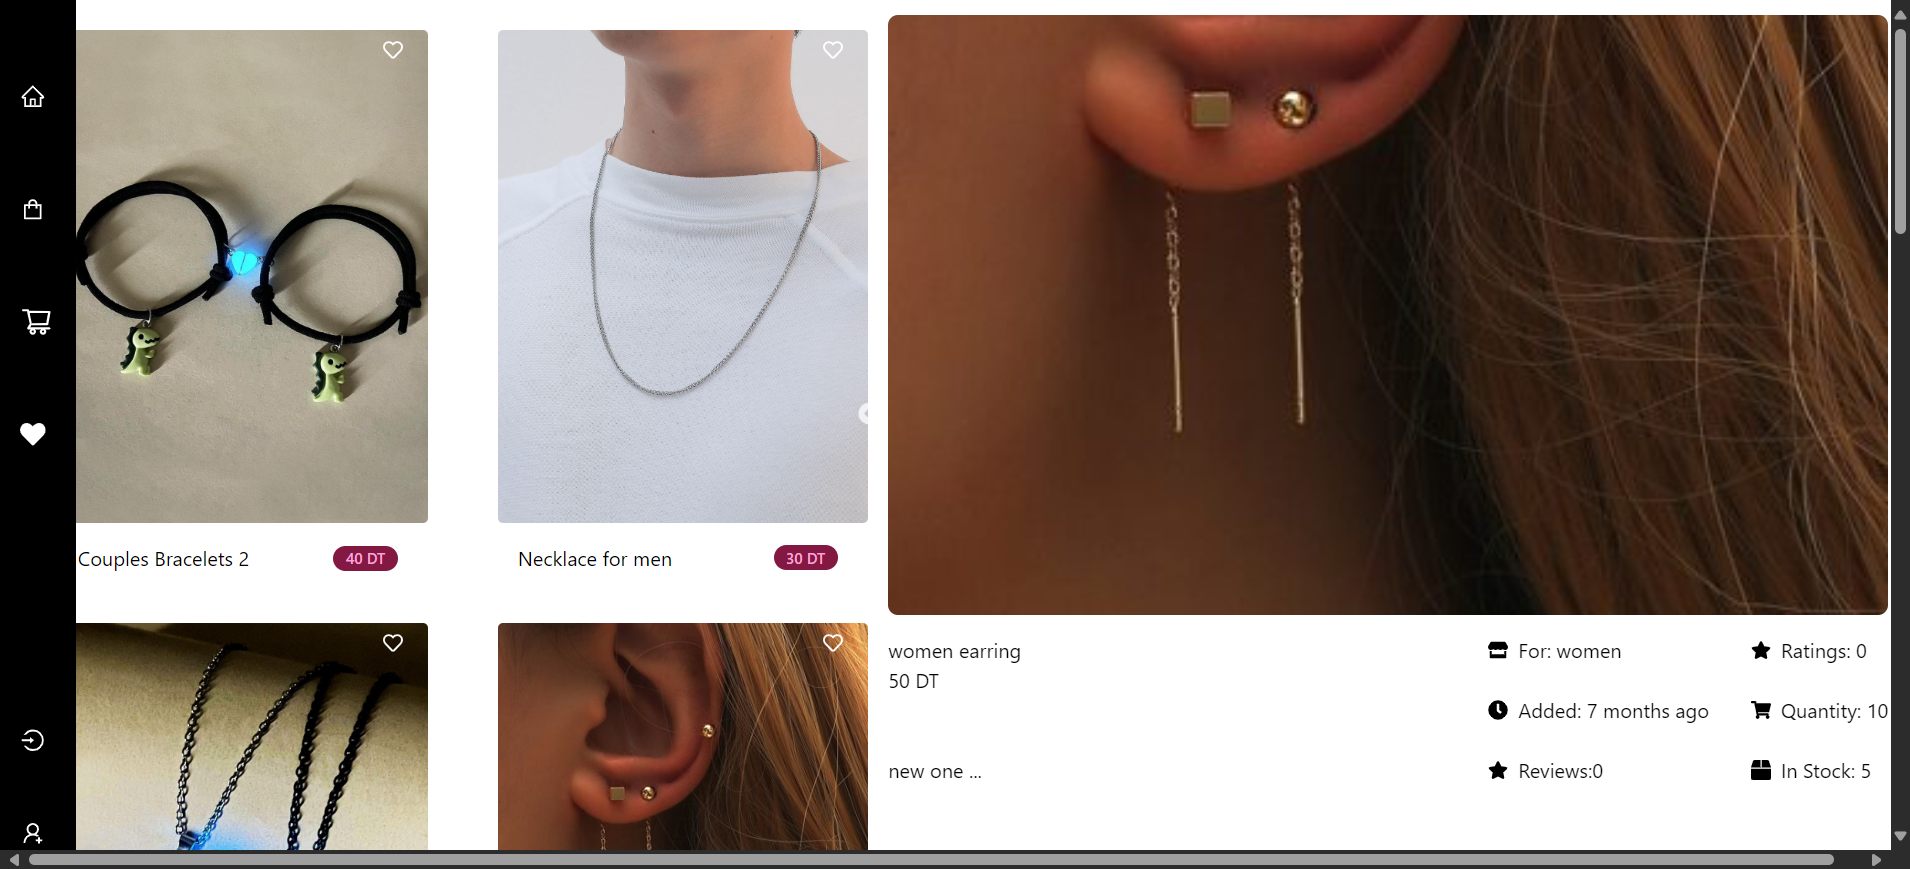 Couples Bracelets 2
40 DT
Necklace for men
30 DT
women earring
50 DT
new one ...
For: women
Ratings: 0
Added: 7 months ago
Quantity: 10
Reviews:0
In Stock: 5